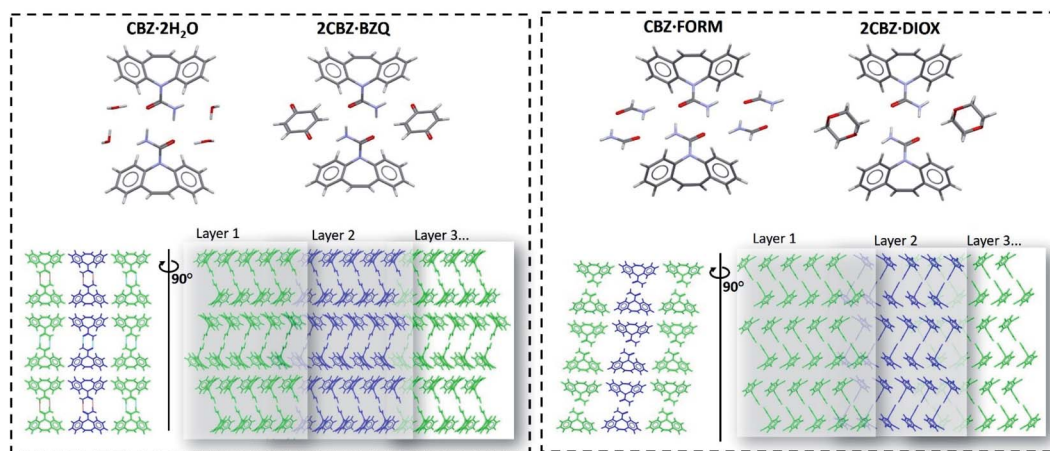 CBZ·2H₂O
2CBZ·BZQ
Layer 1
Layer 2
Layer 3...
90°
CBZ·FORM
2CBZ·DIOX
Layer 1
Layer 2
Layer 3...
90°